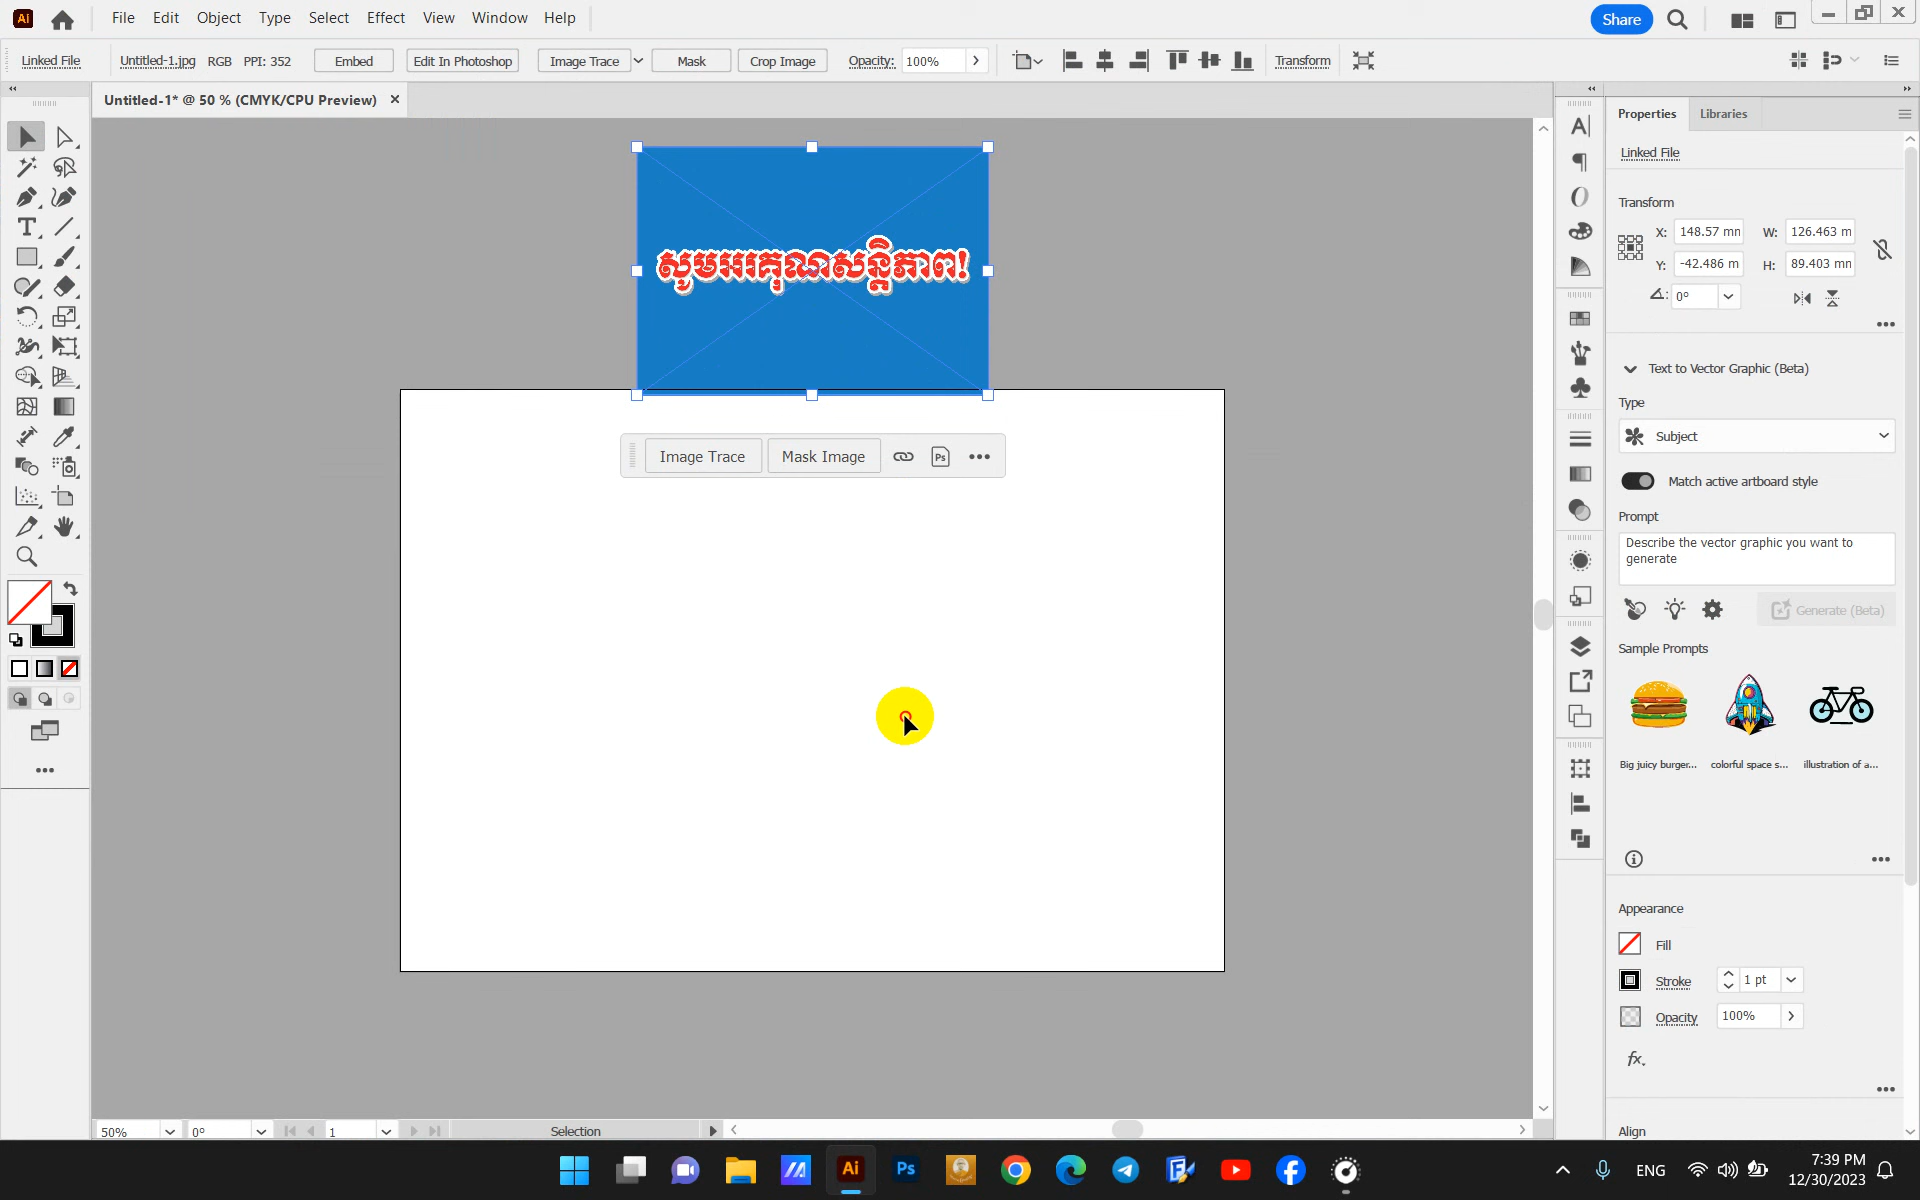 Ai File Edit Object Type Select Effect View Window Help Share
Linked File Untitled-1.jpg RGB PPI: 352 Embed Edit In Photoshop Image Trace Mask Crop Image Opacity: 100% Transform
Untitled-1* @ 50 % (CMYK/CPU Preview)
Properties Libraries
Linked File
Transform
X: 148.57 mn W: 126.463 m
Y: -42.486 m H: 89.403 mn
0°
សូមអរគុណសន្តិភាព!
Image Trace Mask Image Ps
Text to Vector Graphic (Beta)
Type
Subject
Match active artboard style
Prompt
Describe the vector graphic you want to
generate
Generate (Beta)
Sample Prompts
Big juicy burger... colorful space s... illustration of a...
Appearance
Fill
Stroke 1 pt
Opacity 100%
fx.
Align
50% 0° 1 Selection
Ai Ps ENG 7:39 PM
12/30/2023